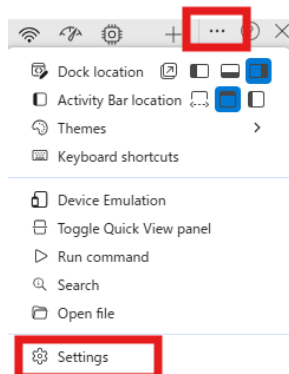 Dock location
Activity Bar location
Themes
Keyboard shortcuts
Device Emulation
Toggle Quick View panel
Run command
Search
Open file
Settings